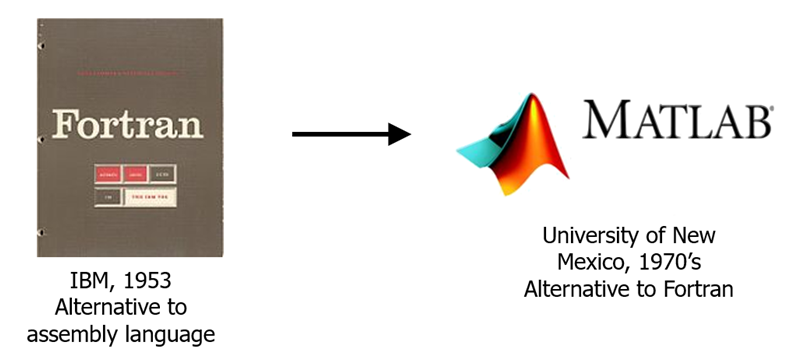 Fortran
IBM, 1953
Alternative to
assembly language
MATLAB®
University of New
Mexico, 1970's
Alternative to Fortran